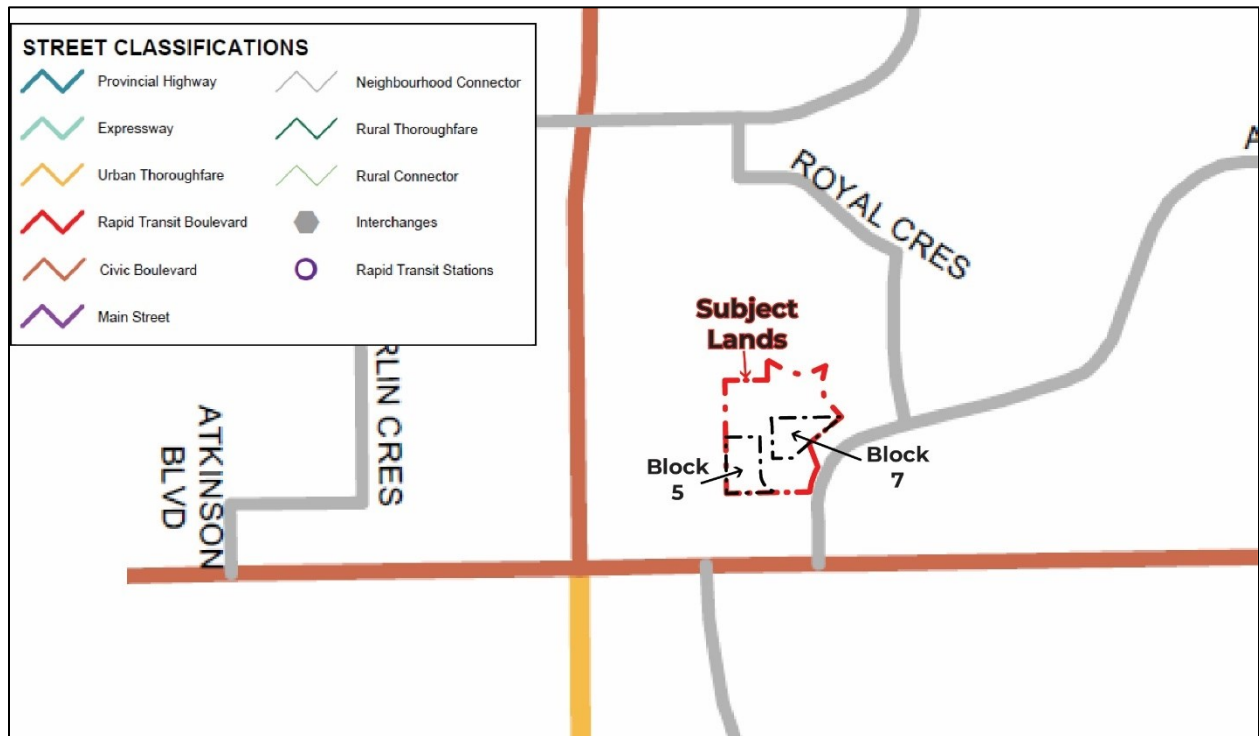 STREET CLASSIFICATIONS
Provincial Highway
Expressway
Urban Thoroughfare
Rapid Transit Boulevard
Civic Boulevard
Main Street
Neighbourhood Connector
Rural Thoroughfare
Rural Connector
Interchanges
Rapid Transit Stations
ROYAL CRES
A
Subject
Lands
RLIN CRES
ATKINSON
BLVD
Block
5
Block
7